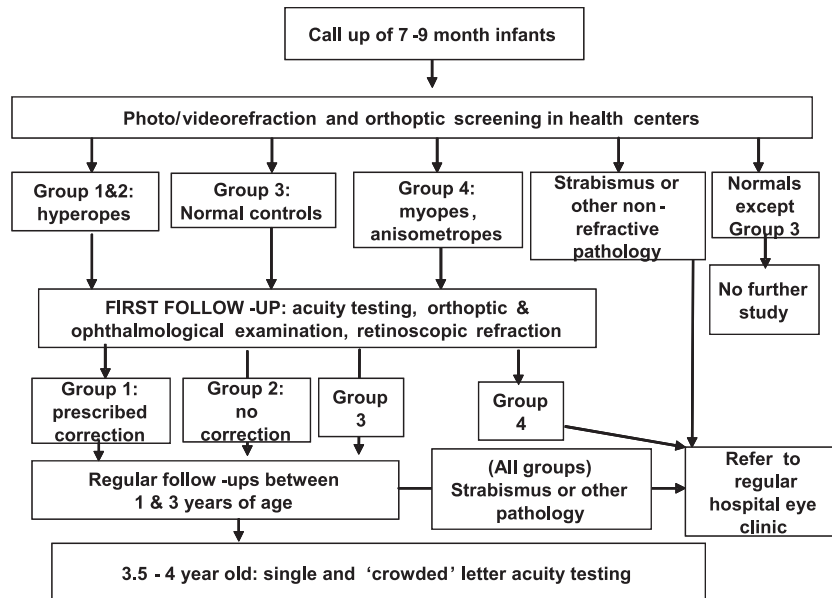 Call up of 7 -9 month infants
Photo/videorefraction and orthoptic screening in health centers
Group 1&2:
hyperopes
Group 3:
Normal controls
Group 4:
myopes,
anisometropes
Strabismus or
other non-
refractive
pathology
Normals
except
Group 3
No further
study
FIRST FOLLOW -UP: acuity testing, orthoptic &
ophthalmological examination, retinoscopic refraction
Group 1:
prescribed
correction
Group 2:
no
correction
Group
3
Group
4
Regular follow -ups between
1 & 3 years of age
(All groups)
Strabismus or other
pathology
Refer to
regular
hospital eye
clinic
3.5 - 4 year old: single and ‘crowded’ letter acuity testing